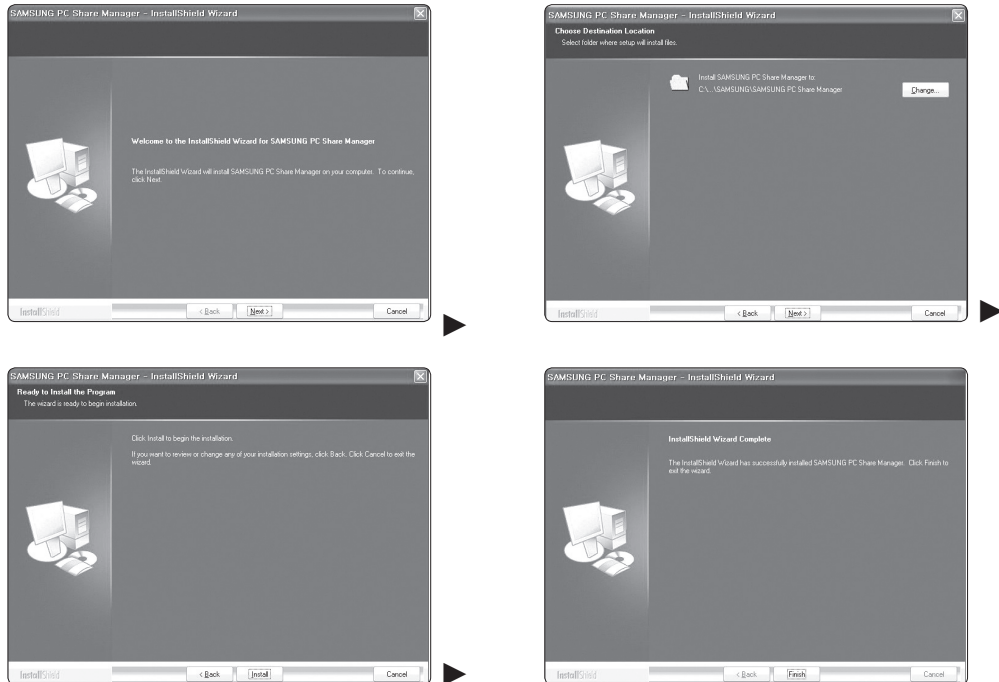 SAMSUNG PC Share Manager - InstallShield Wizard
Welcome to the InstallShield Wizard for SAMSUNG PC Share Manager
The InstallShield Wizard will install SAMSUNG PC Share Manager on your computer. To continue,
click Next.
InstallShield
< Back
Next >
Cancel
SAMSUNG PC Share Manager - InstallShield Wizard
Choose Destination Location
Select folder where setup will install files.
Install SAMSUNG PC Share Manager to:
C:\...\SAMSUNG\SAMSUNG PC Share Manager
Change...
InstallShield
< Back
Next >
Cancel
SAMSUNG PC Share Manager - InstallShield Wizard
Ready to Install the Program
The wizard is ready to begin installation.
Click Install to begin the installation.
If you want to review or change any of your installation settings, click Back. Click Cancel to exit the
wizard.
InstallShield
< Back
Install
Cancel
SAMSUNG PC Share Manager - InstallShield Wizard
InstallShield Wizard Complete
The InstallShield Wizard has successfully installed SAMSUNG PC Share Manager. Click Finish to
exit the wizard.
InstallShield
< Back
Finish
Cancel